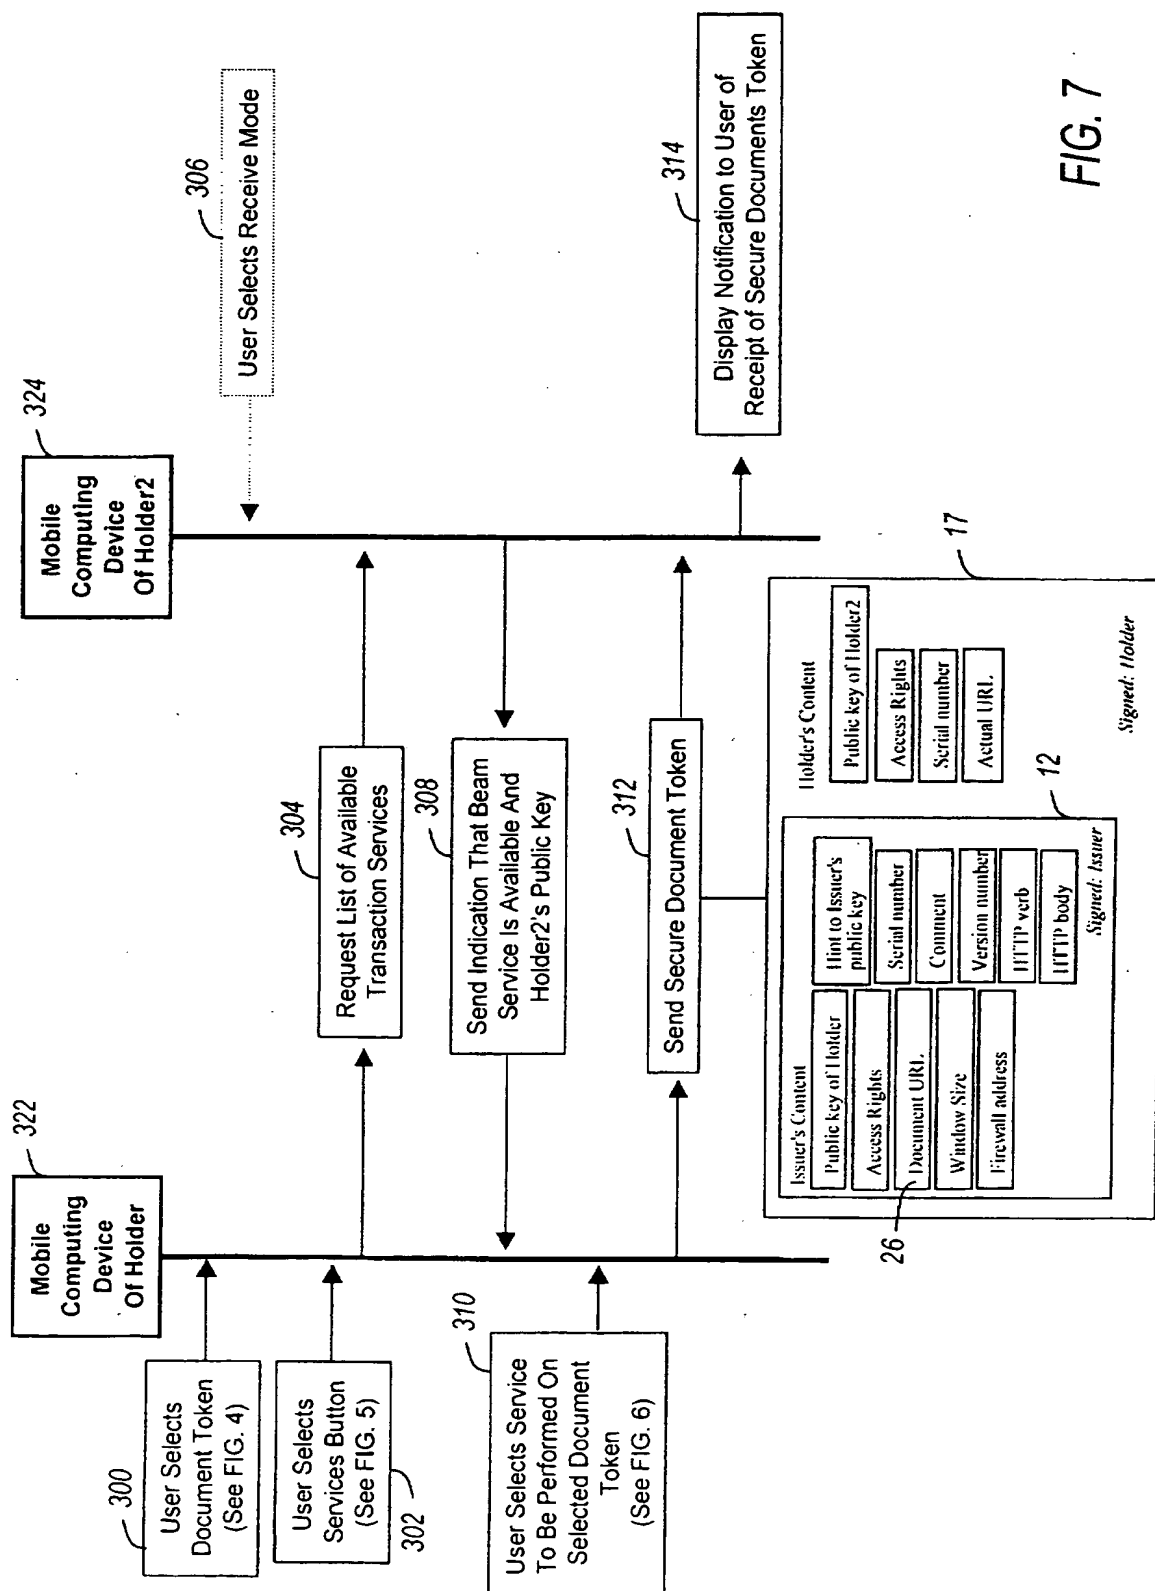 Mobile
Computing
Device
Of Holder
322
Mobile
Computing
Device
Of Holder2
324
User Selects
Document Token
(See FIG. 4)
300
User Selects
Services Button
(See FIG. 5)
302
Request List of Available
Transaction Services
304
User Selects Receive Mode
306
Send Indication That Beam
Service Is Available And
Holder2's Public Key
308
User Selects Service
To Be Performed On
Selected Document
Token
(See FIG. 6)
310
Send Secure Document Token
312
Display Notification to User of
Receipt of Secure Documents Token
314
Issuer's Content
Public key of Holder
Access Rights
Document URL
Window Size
Firewall address
26
Hint to Issuer's
public key
Serial number
Comment
Version number
HTTP verb
HTTP body
Signed: Issuer
12
Holder's Content
Public key of Holder2
Access Rights
Serial number
Actual URL
Signed: Holder
17
FIG. 7